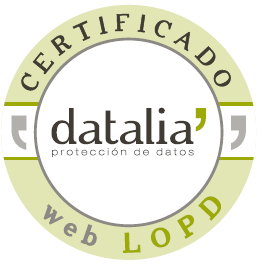 CERTIFICADO
datalia’
protección de datos
web LOPD